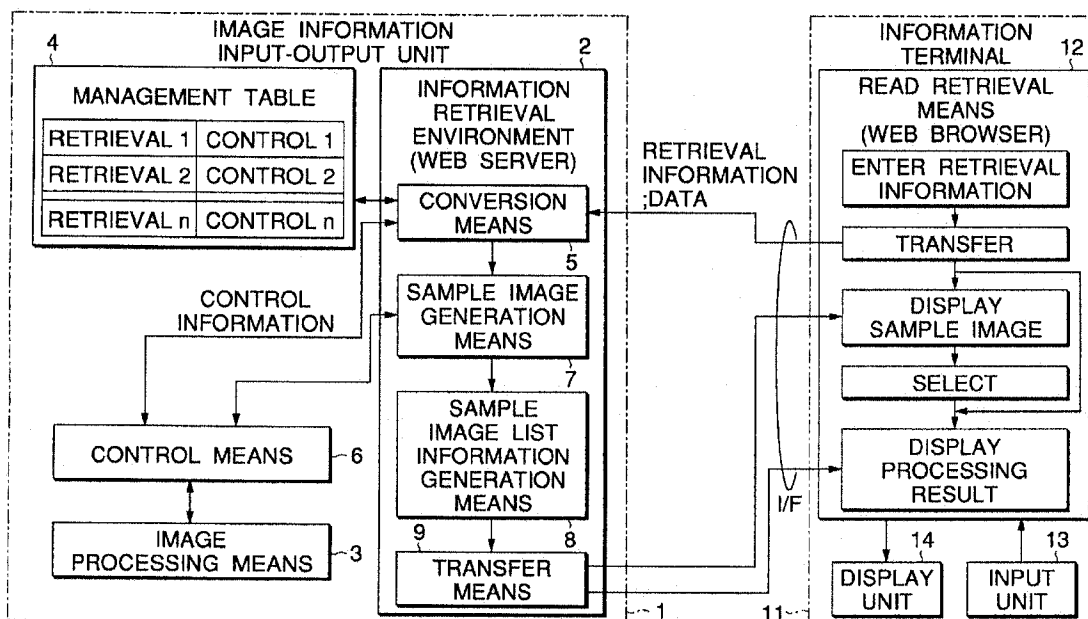 IMAGE INFORMATION
INPUT-OUTPUT UNIT
4
MANAGEMENT TABLE
RETRIEVAL 1 CONTROL 1
RETRIEVAL 2 CONTROL 2
RETRIEVAL n CONTROL n
2
INFORMATION
RETRIEVAL
ENVIRONMENT
(WEB SERVER)
CONVERSION
MEANS
5
SAMPLE IMAGE
GENERATION
MEANS
7
SAMPLE
IMAGE LIST
INFORMATION
GENERATION
MEANS
8
9
TRANSFER
MEANS
1
CONTROL
INFORMATION
CONTROL MEANS
6
IMAGE
PROCESSING MEANS
3
RETRIEVAL
INFORMATION
;DATA
I/F
INFORMATION
TERMINAL
12
READ RETRIEVAL
MEANS
(WEB BROWSER)
ENTER RETRIEVAL
INFORMATION
TRANSFER
DISPLAY
SAMPLE IMAGE
SELECT
DISPLAY
PROCESSING
RESULT
11
14
DISPLAY
UNIT
13
INPUT
UNIT